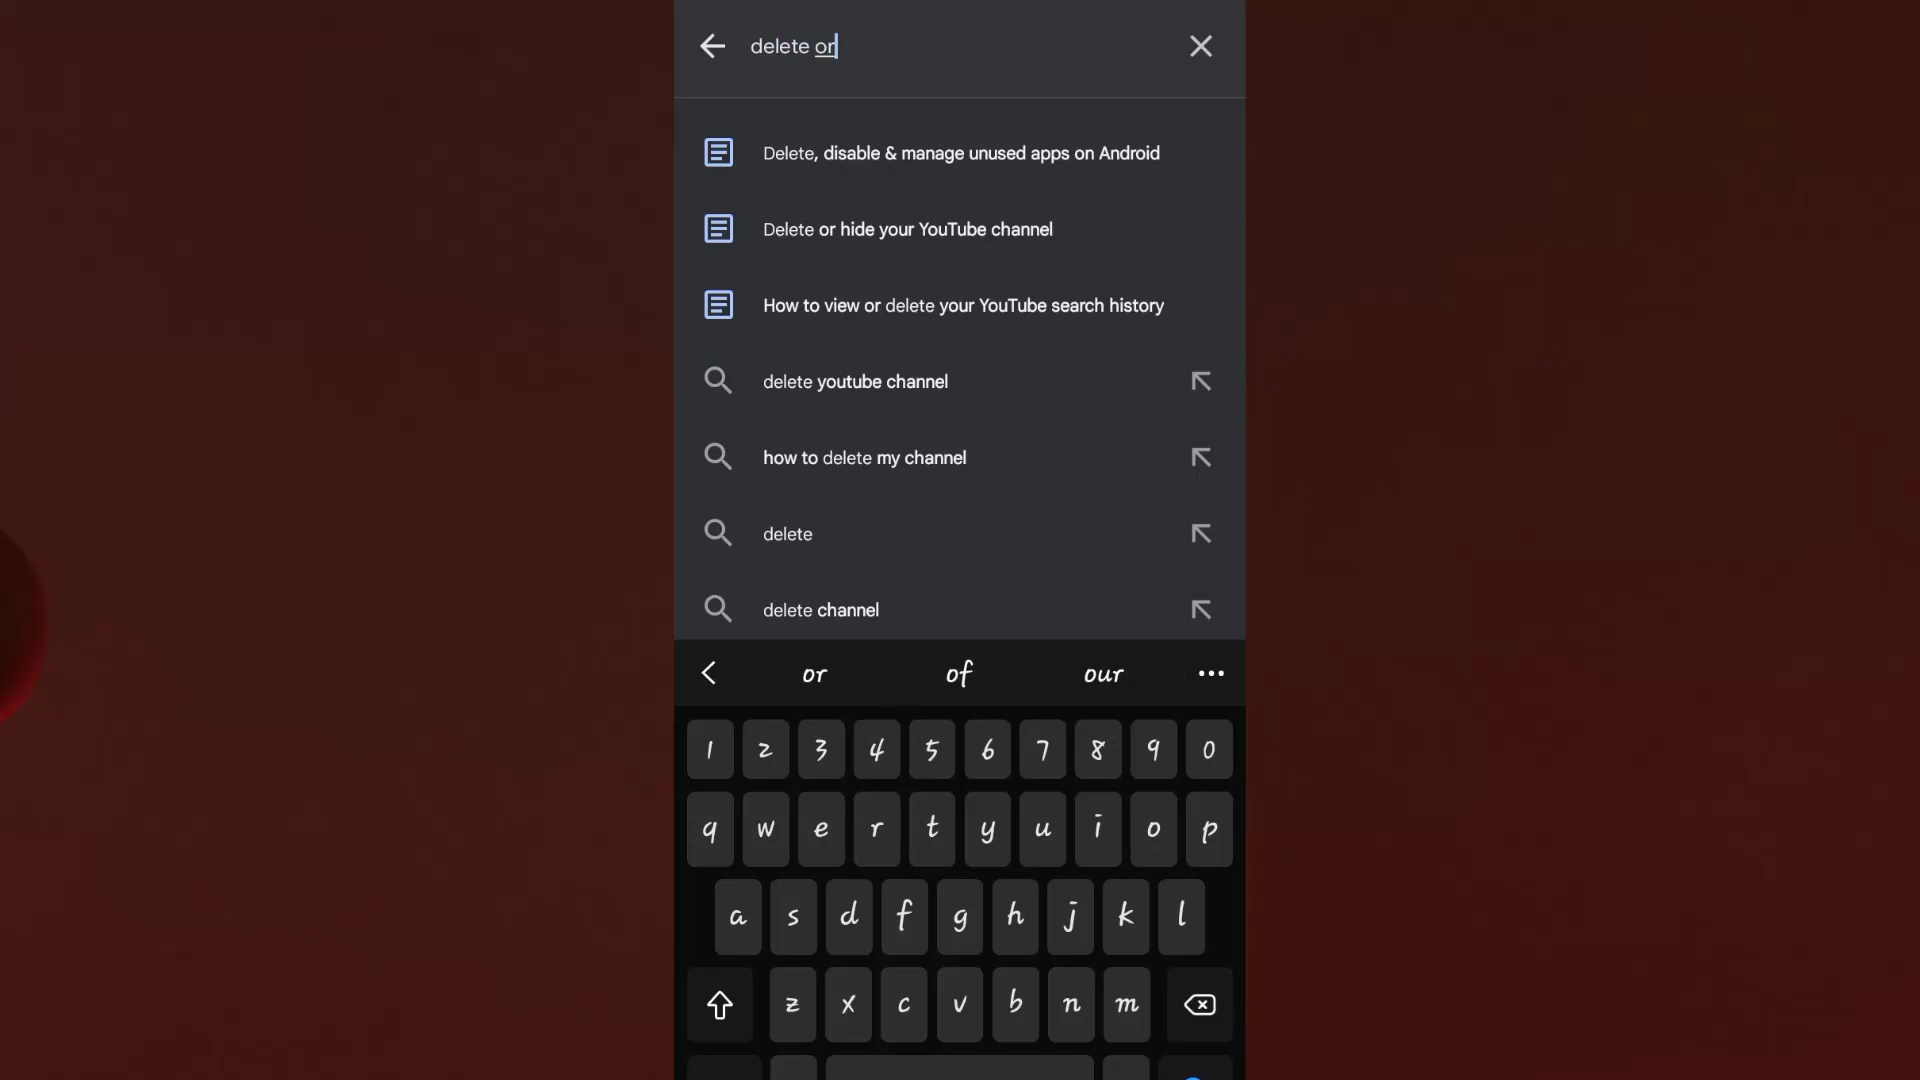 delete or
Delete, disable & manage unused apps on Android
Delete or hide your YouTube channel
How to view or delete your YouTube search history
delete youtube channel
how to delete my channel
delete
delete channel
or of our
1 2 3 4 5 6 7 8 9 0
q w e r t y u i o p
a s d f g h j k l
z x c v b n m